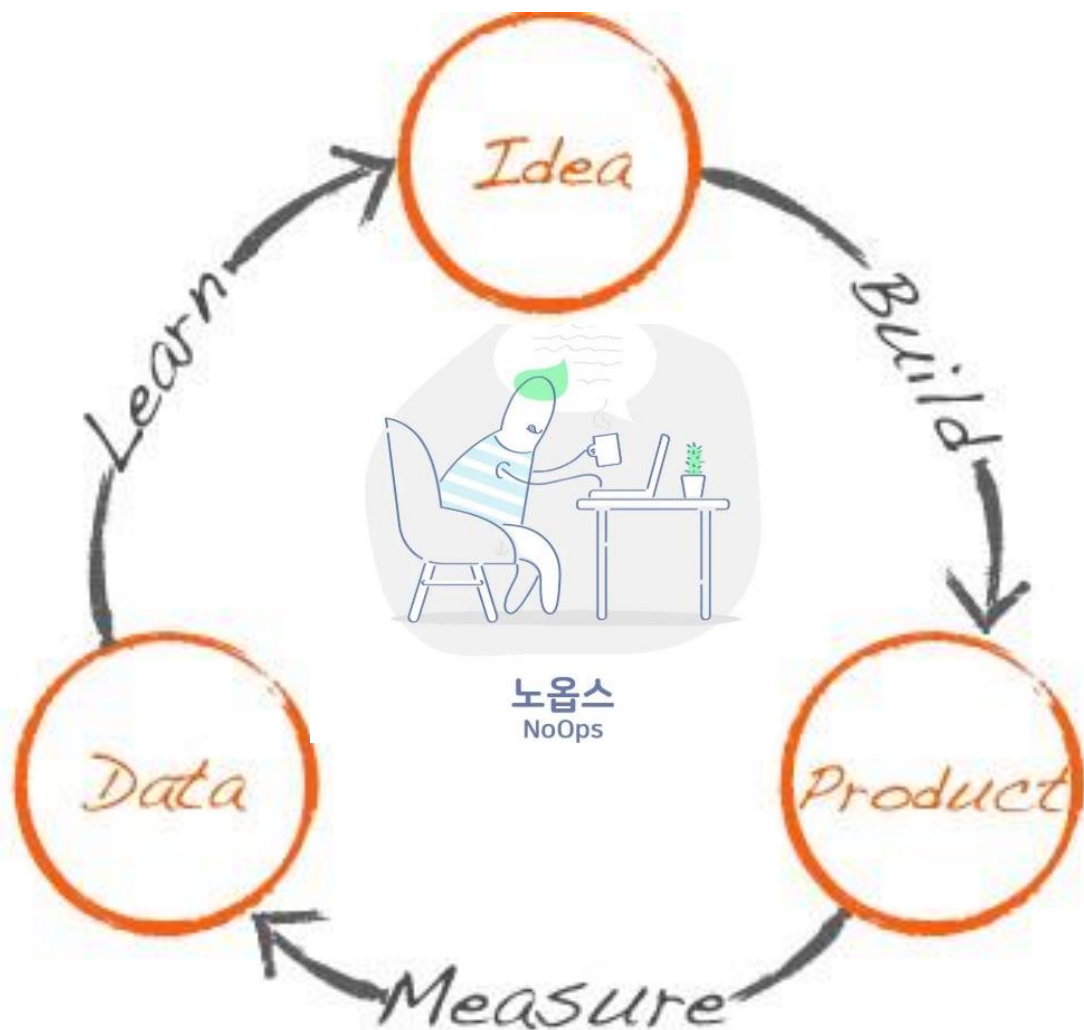 Idea
Build
Learn
노옵스
NoOps
Data
Product
Measure